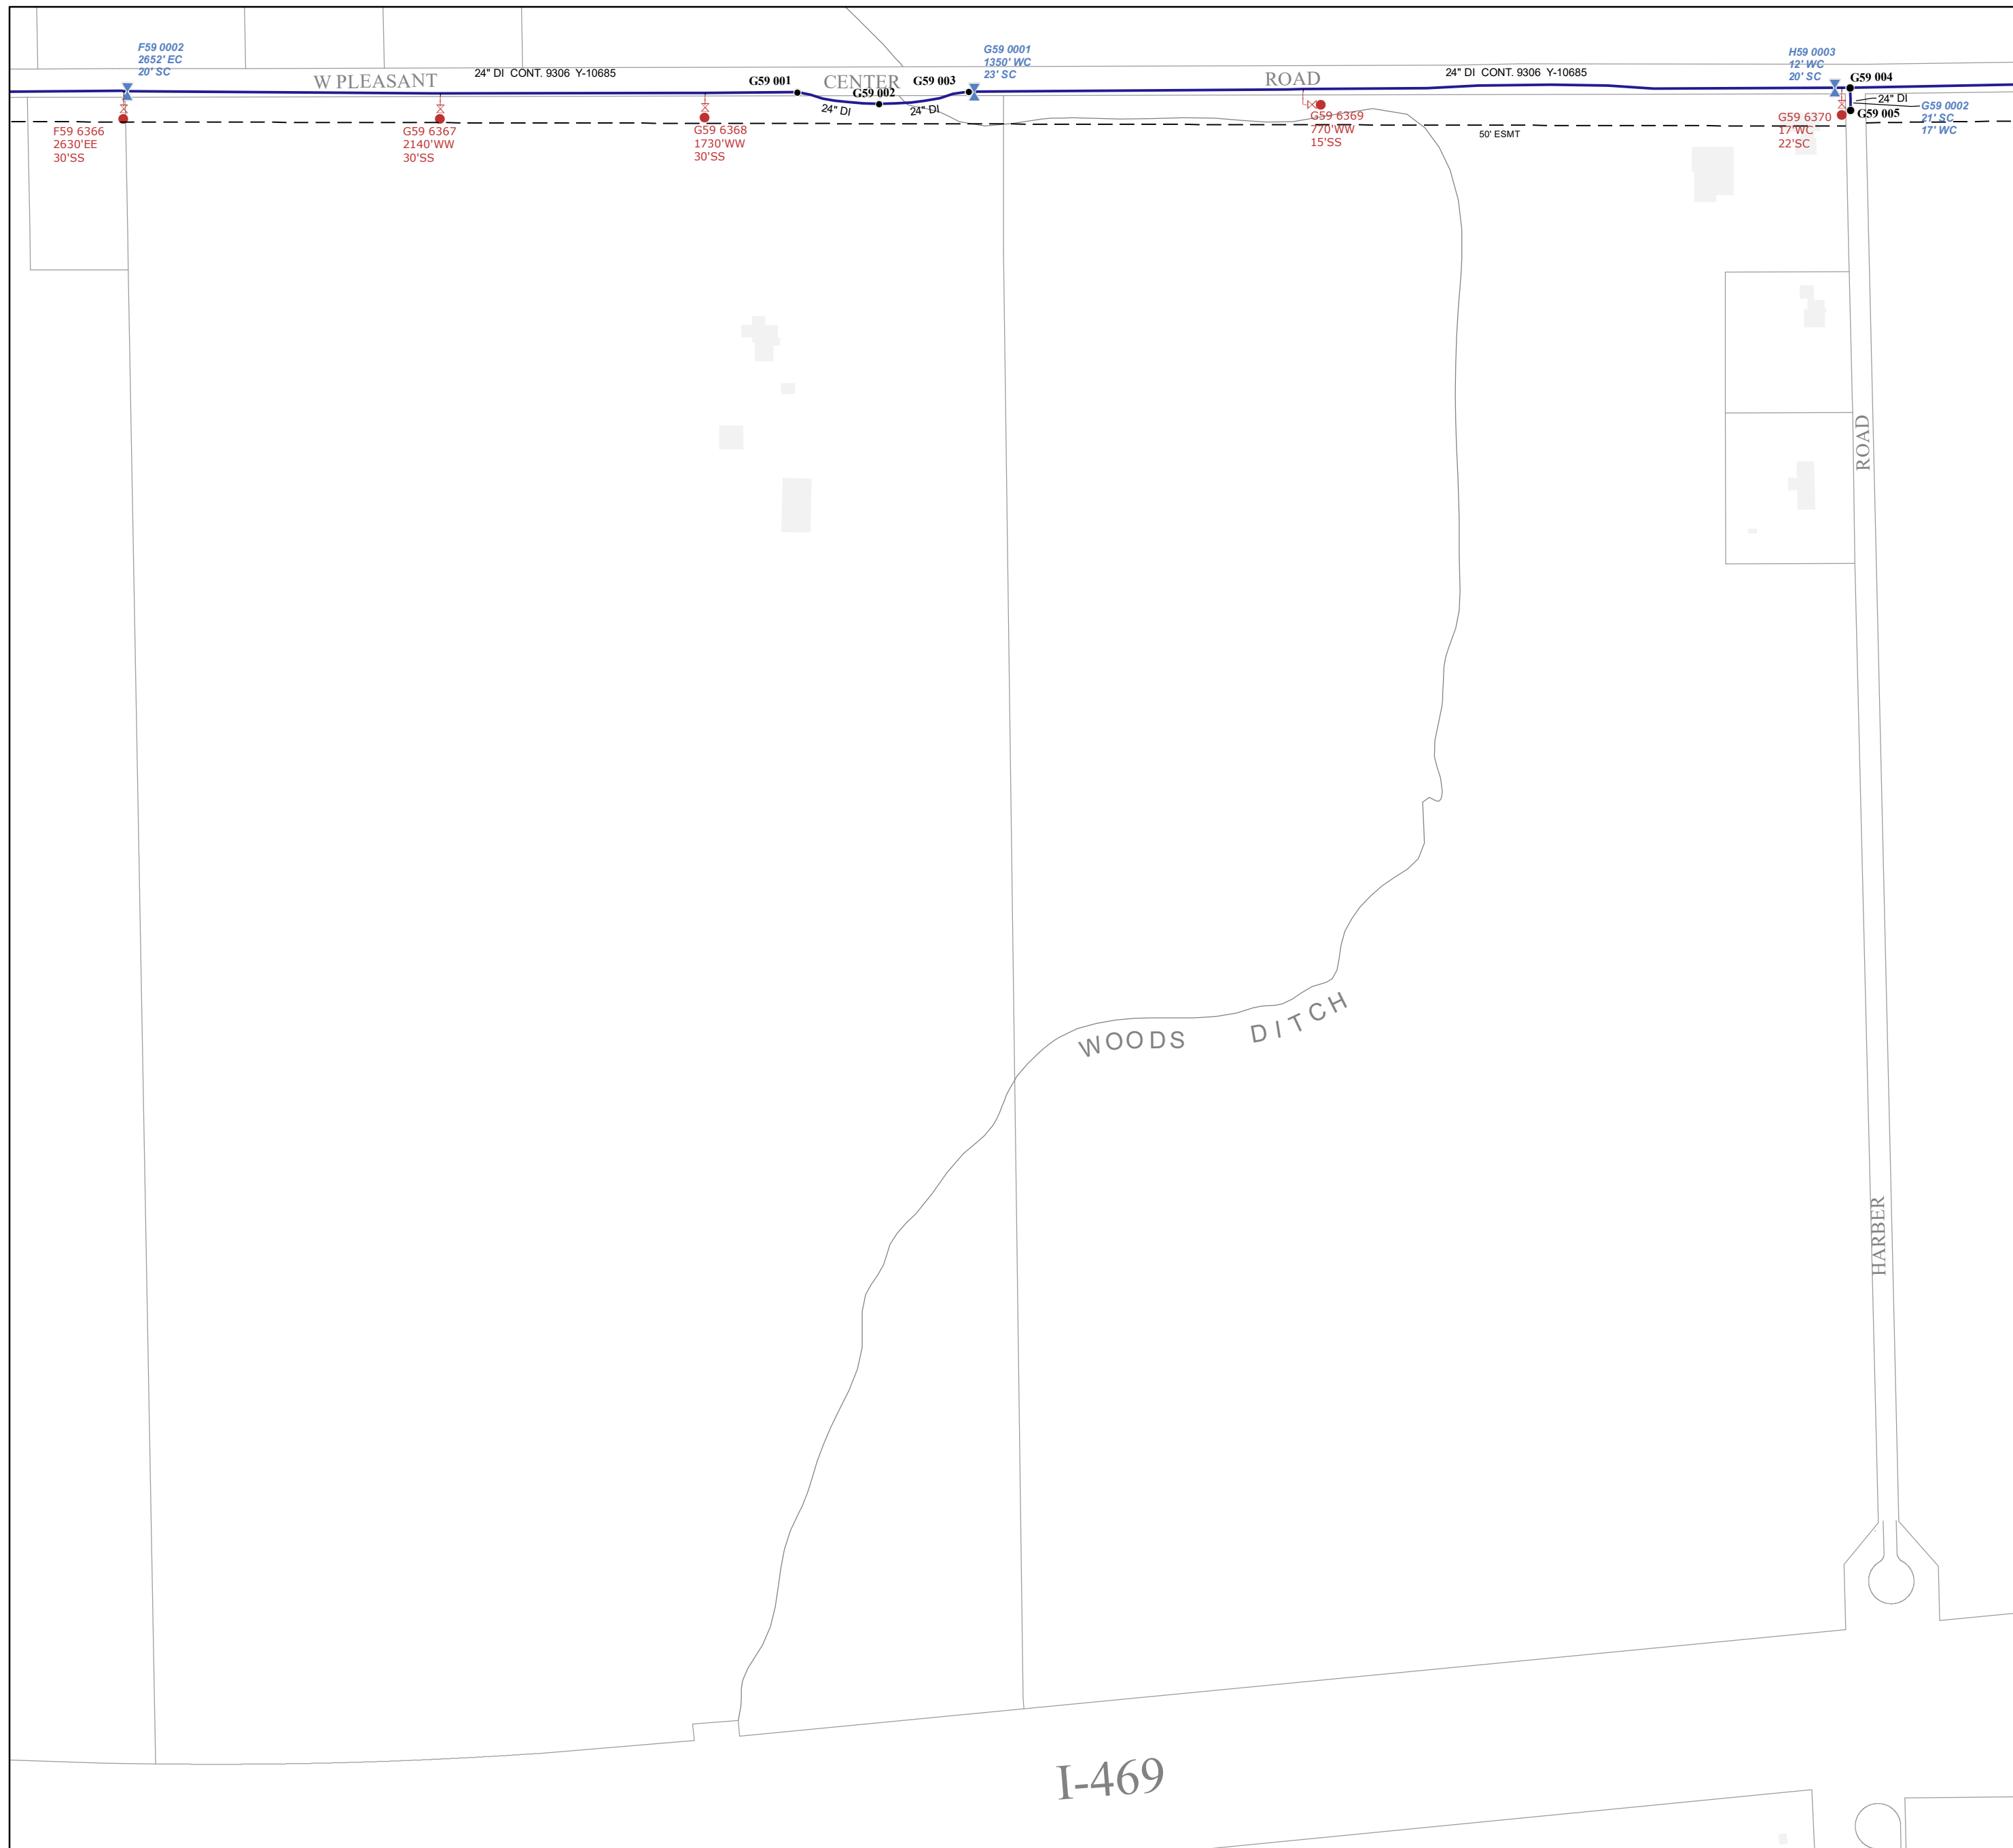 F59 0002
2652' EC
20' SC
G59 0001
1350' WC
23' SC
H59 0003
12' WC
20' SC
W PLEASANT
24" DI CONT. 9306 Y-10685
G59 001
CENTER
G59 003
ROAD
24" DI CONT. 9306 Y-10685
G59 004
G59 002
24" DI
24" DI
24" DI
G59 005
G59 0002
21' SC
17' WC
F59 6366
2630'EE
30'SS
G59 6367
2140'WW
30'SS
G59 6368
1730'WW
30'SS
G59 6369
770'WW
15'SS
50' ESMT
G59 6370
17'WC
22'SC
ROAD
WOODS DITCH
HARBER
I-469